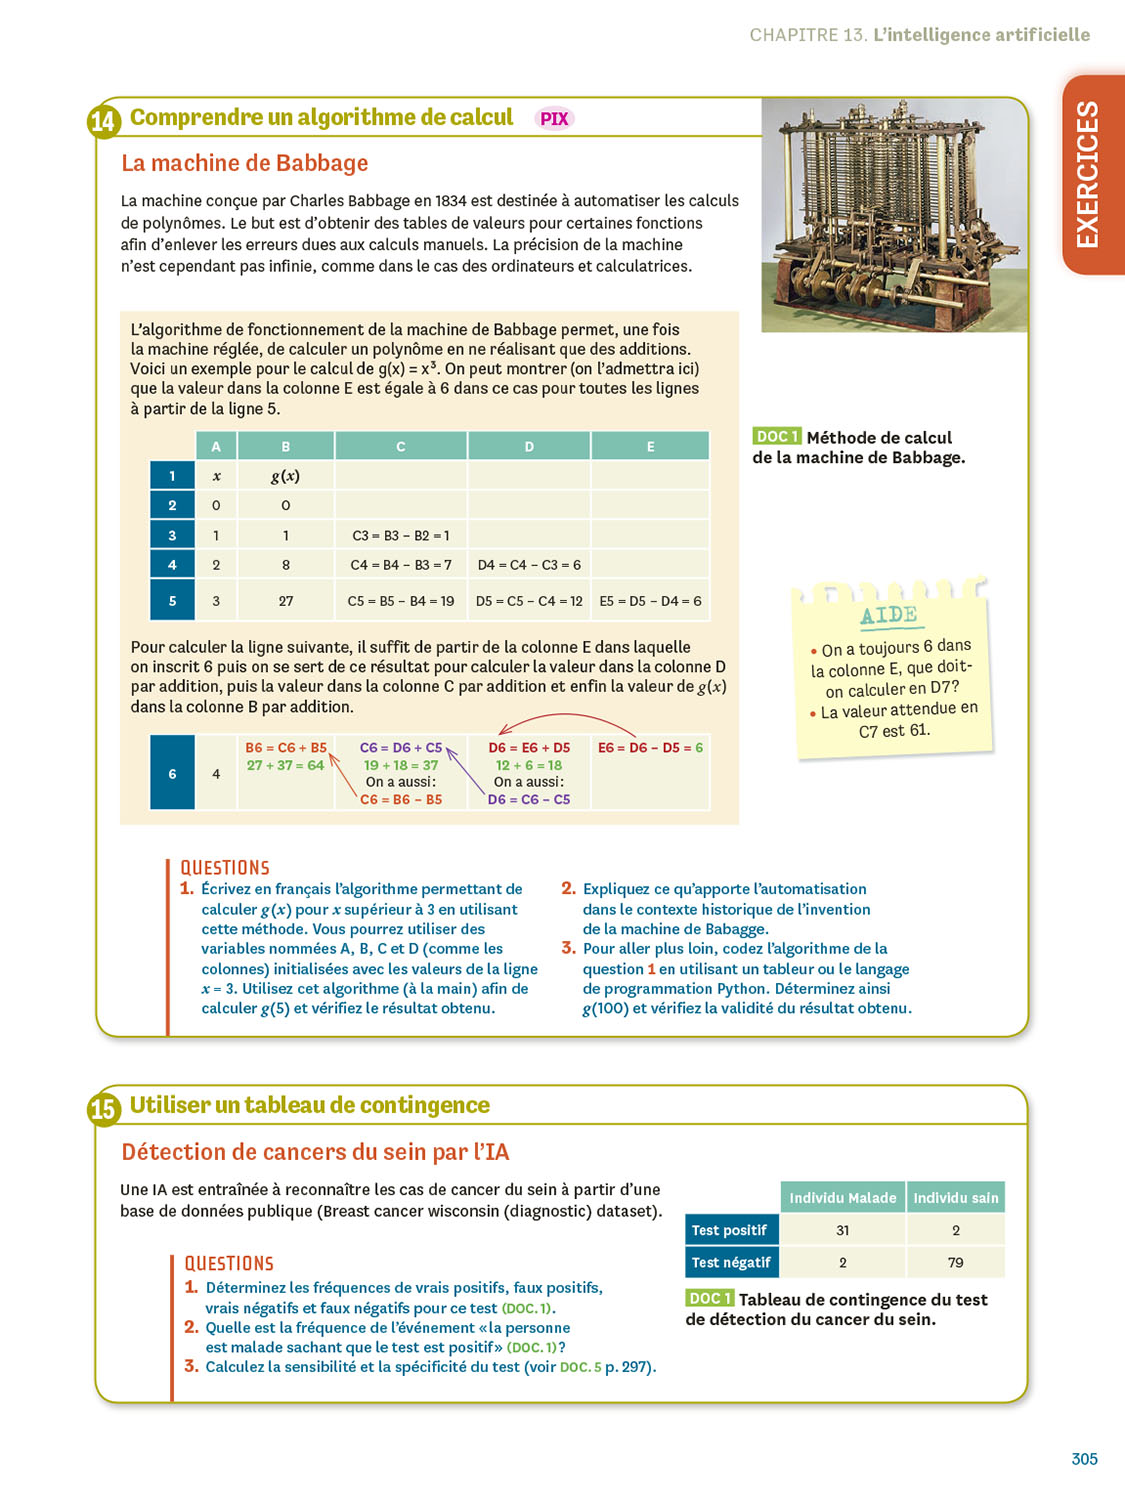 CHAPITRE 13. L'intelligence artificielle
EXERCICES
14 Comprendre un algorithme de calcul PIX
La machine de Babbage
La machine conçue par Charles Babbage en 1834 est destinée à automatiser les calculs
de polynômes. Le but est d'obtenir des tables de valeurs pour certaines fonctions
afin d'enlever les erreurs dues aux calculs manuels. La précision de la machine
n'est cependant pas infinie, comme dans le cas des ordinateurs et calculatrices.
L'algorithme de fonctionnement de la machine de Babbage permet, une fois
la machine réglée, de calculer un polynôme en ne réalisant que des additions.
Voici un exemple pour le calcul de g(x) = x³. On peut montrer (on l'admettra ici)
que la valeur dans la colonne E est égale à 6 dans ce cas pour toutes les lignes
à partir de la ligne 5.
A B C D E
1 x g(x)
2 0 0
3 1 1 C3 = B3 – B2 = 1
4 2 8 C4 = B4 – B3 = 7 D4 = C4 – C3 = 6
5 3 27 C5 = B5 – B4 = 19 D5 = C5 – C4 = 12 E5 = D5 – D4 = 6
Pour calculer la ligne suivante, il suffit de partir de la colonne E dans laquelle
on inscrit 6 puis on se sert de ce résultat pour calculer la valeur dans la colonne D
par addition, puis la valeur dans la colonne C par addition et enfin la valeur de g(x)
dans la colonne B par addition.
B6 = C6 + B5 C6 = D6 + C5 D6 = E6 + D5 E6 = D6 – D5 = 6
27 + 37 = 64 19 + 18 = 37 12 + 6 = 18
6 4 On a aussi : On a aussi :
C6 = B6 – B5 D6 = C6 – C5
DOC 1 Méthode de calcul
de la machine de Babbage.
AIDE
• On a toujours 6 dans
la colonne E, que doit-
on calculer en D7?
• La valeur attendue en
C7 est 61.
QUESTIONS
1. Écrivez en français l'algorithme permettant de
calculer g(x) pour x supérieur à 3 en utilisant
cette méthode. Vous pourrez utiliser des
variables nommées A, B, C et D (comme les
colonnes) initialisées avec les valeurs de la ligne
x = 3. Utilisez cet algorithme (à la main) afin de
calculer g(5) et vérifiez le résultat obtenu.
2. Expliquez ce qu'apporte l'automatisation
dans le contexte historique de l'invention
de la machine de Babagge.
3. Pour aller plus loin, codez l'algorithme de la
question 1 en utilisant un tableur ou le langage
de programmation Python. Déterminez ainsi
g(100) et vérifiez la validité du résultat obtenu.
15 Utiliser un tableau de contingence
Détection de cancers du sein par l'IA
Une IA est entraînée à reconnaître les cas de cancer du sein à partir d'une
base de données publique (Breast cancer wisconsin (diagnostic) dataset).
QUESTIONS
1. Déterminez les fréquences de vrais positifs, faux positifs,
vrais négatifs et faux négatifs pour ce test (DOC. 1).
2. Quelle est la fréquence de l'événement «la personne
est malade sachant que le test est positif» (DOC. 1)?
3. Calculez la sensibilité et la spécificité du test (voir DOC. 5 p. 297).
Individu Malade Individu sain
Test positif 31 2
Test négatif 2 79
DOC 1 Tableau de contingence du test
de détection du cancer du sein.
305